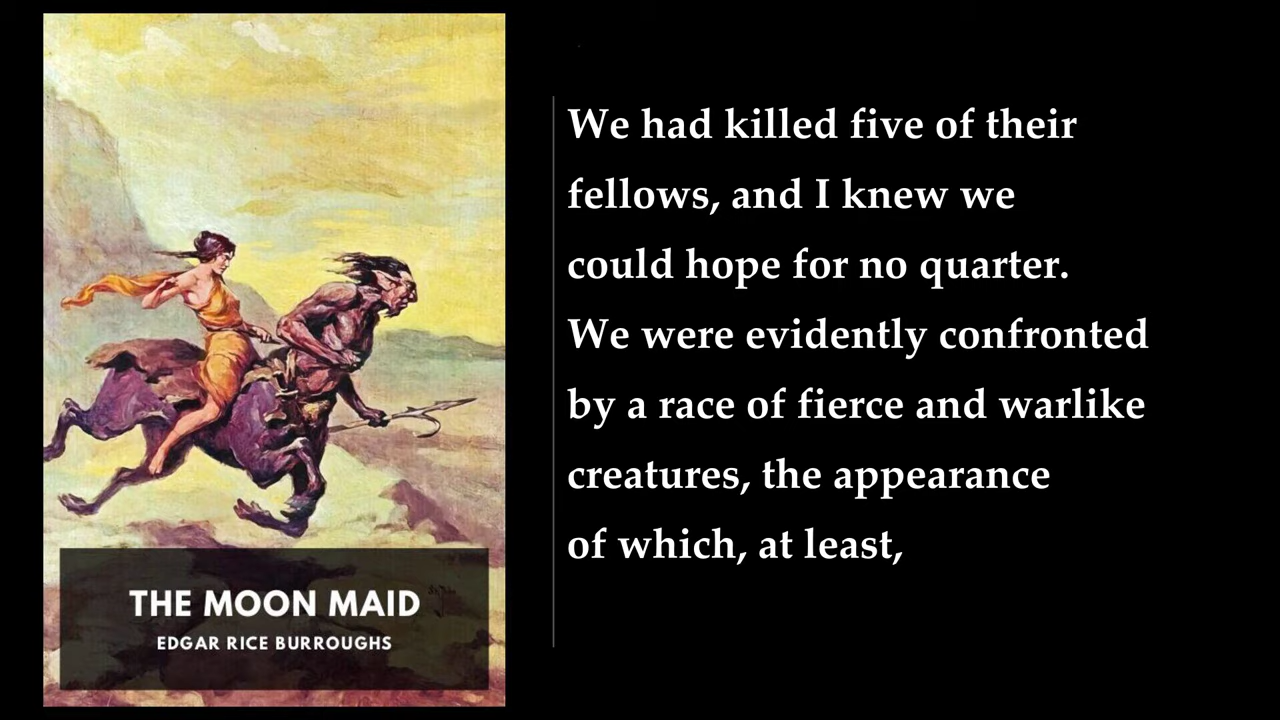 THE MOON MAID
EDGAR RICE BURROUGHS
We had killed five of their
fellows, and I knew we
could hope for no quarter.
We were evidently confronted
by a race of fierce and warlike
creatures, the appearance
of which, at least,